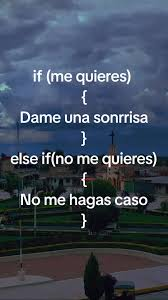 if (me quieres)
{
Dame una sonrrisa
}
else if(no me quieres)
{
No me hagas caso
}